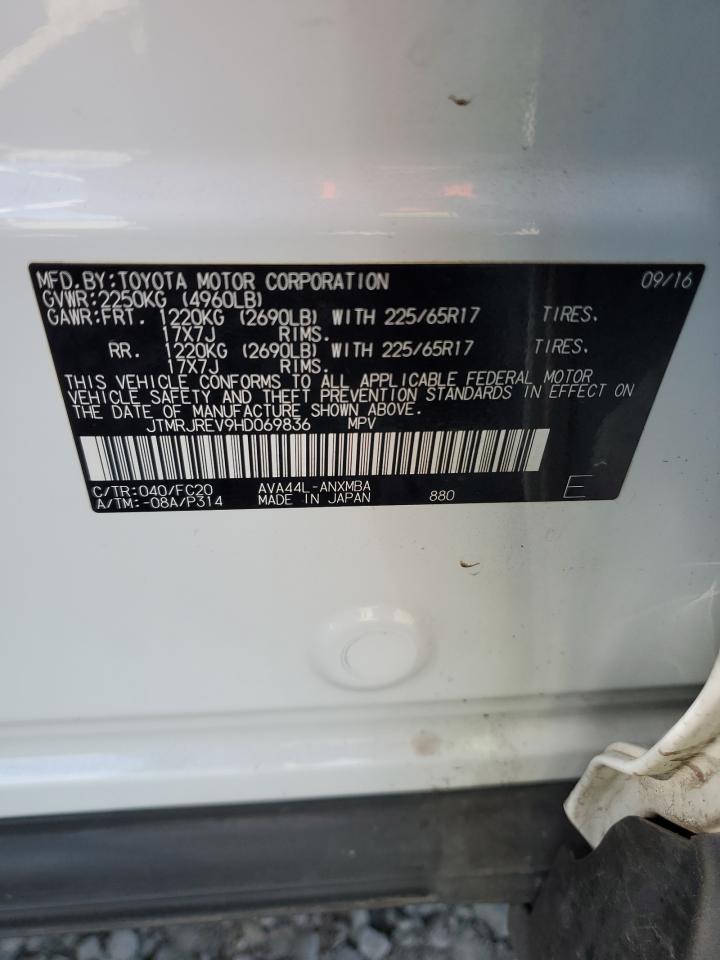 MFD.BY:TOYOTA MOTOR CORPORATION 09/16
GVWR:2250KG (4960LB)
GAWR:FRT. 1220KG (2690LB) WITH 225/65R17 TIRES.
17X7J RIMS.
RR. 1220KG (2690LB) WITH 225/65R17 TIRES.
17X7J RIMS.
THIS VEHICLE CONFORMS TO ALL APPLICABLE FEDERAL MOTOR
VEHICLE SAFETY AND THEFT PREVENTION STANDARDS IN EFFECT ON
THE DATE OF MANUFACTURE SHOWN ABOVE.
JTMRJREV9HD069836 MPV
C/TR:040/FC20 AVA44L-ANXMBA
A/TM:-08A/P314 MADE IN JAPAN 880 E